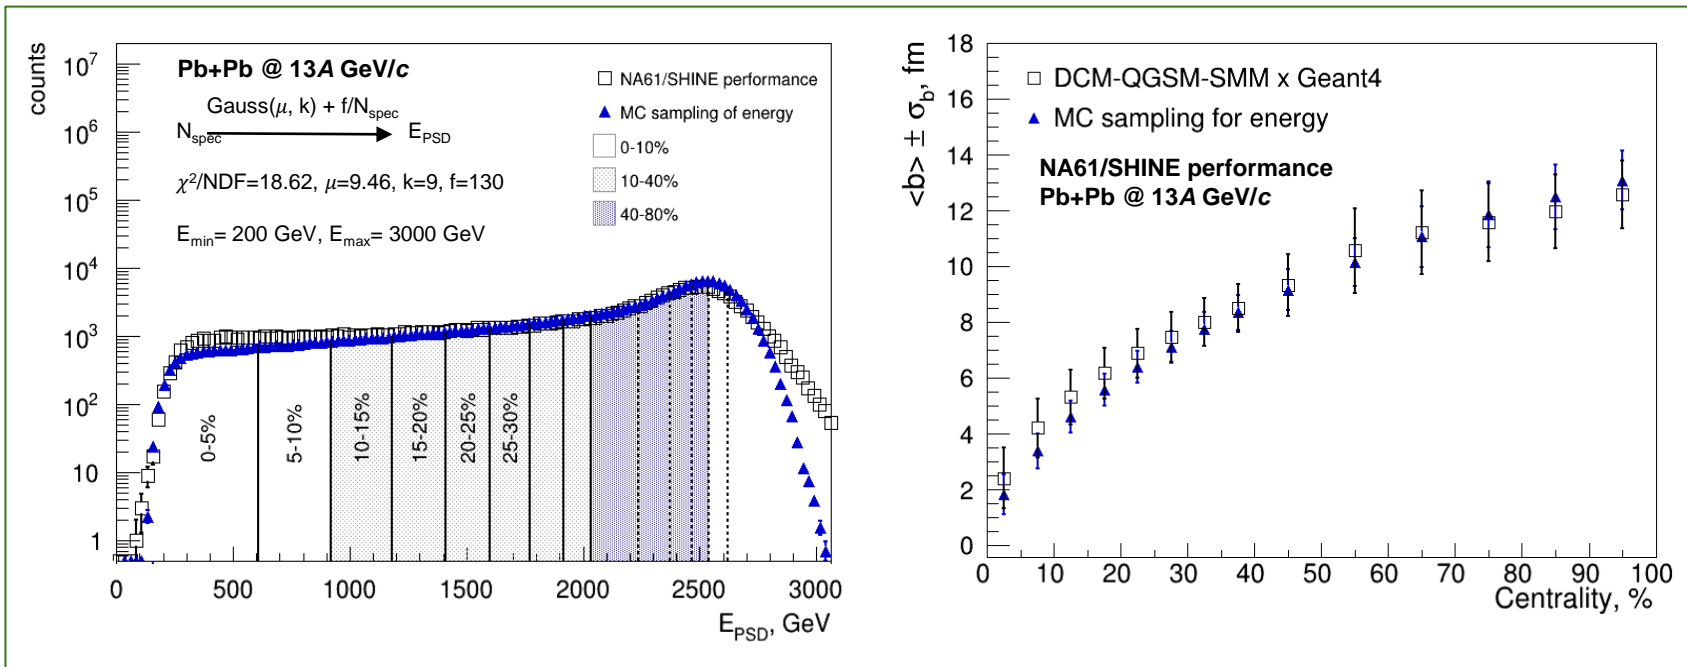 counts
10^7
10^6
10^5
10^4
10^3
10^2
10
1
Pb+Pb @ 13A GeV/c
Gauss(μ, k) + f/N_spec
N_spec E_PSD
χ²/NDF=18.62, μ=9.46, k=9, f=130
E_min= 200 GeV, E_max= 3000 GeV
NA61/SHINE performance
MC sampling of energy
0-10%
10-40%
40-80%
0-5%
5-10%
10-15%
15-20%
20-25%
25-30%
0 500 1000 1500 2000 2500 3000
E_PSD, GeV
<b> ± σ_b, fm
18
16
14
12
10
8
6
4
2
0
DCM-QGSM-SMM x Geant4
MC sampling for energy
NA61/SHINE performance
Pb+Pb @ 13A GeV/c
0 10 20 30 40 50 60 70 80 90 100
Centrality, %